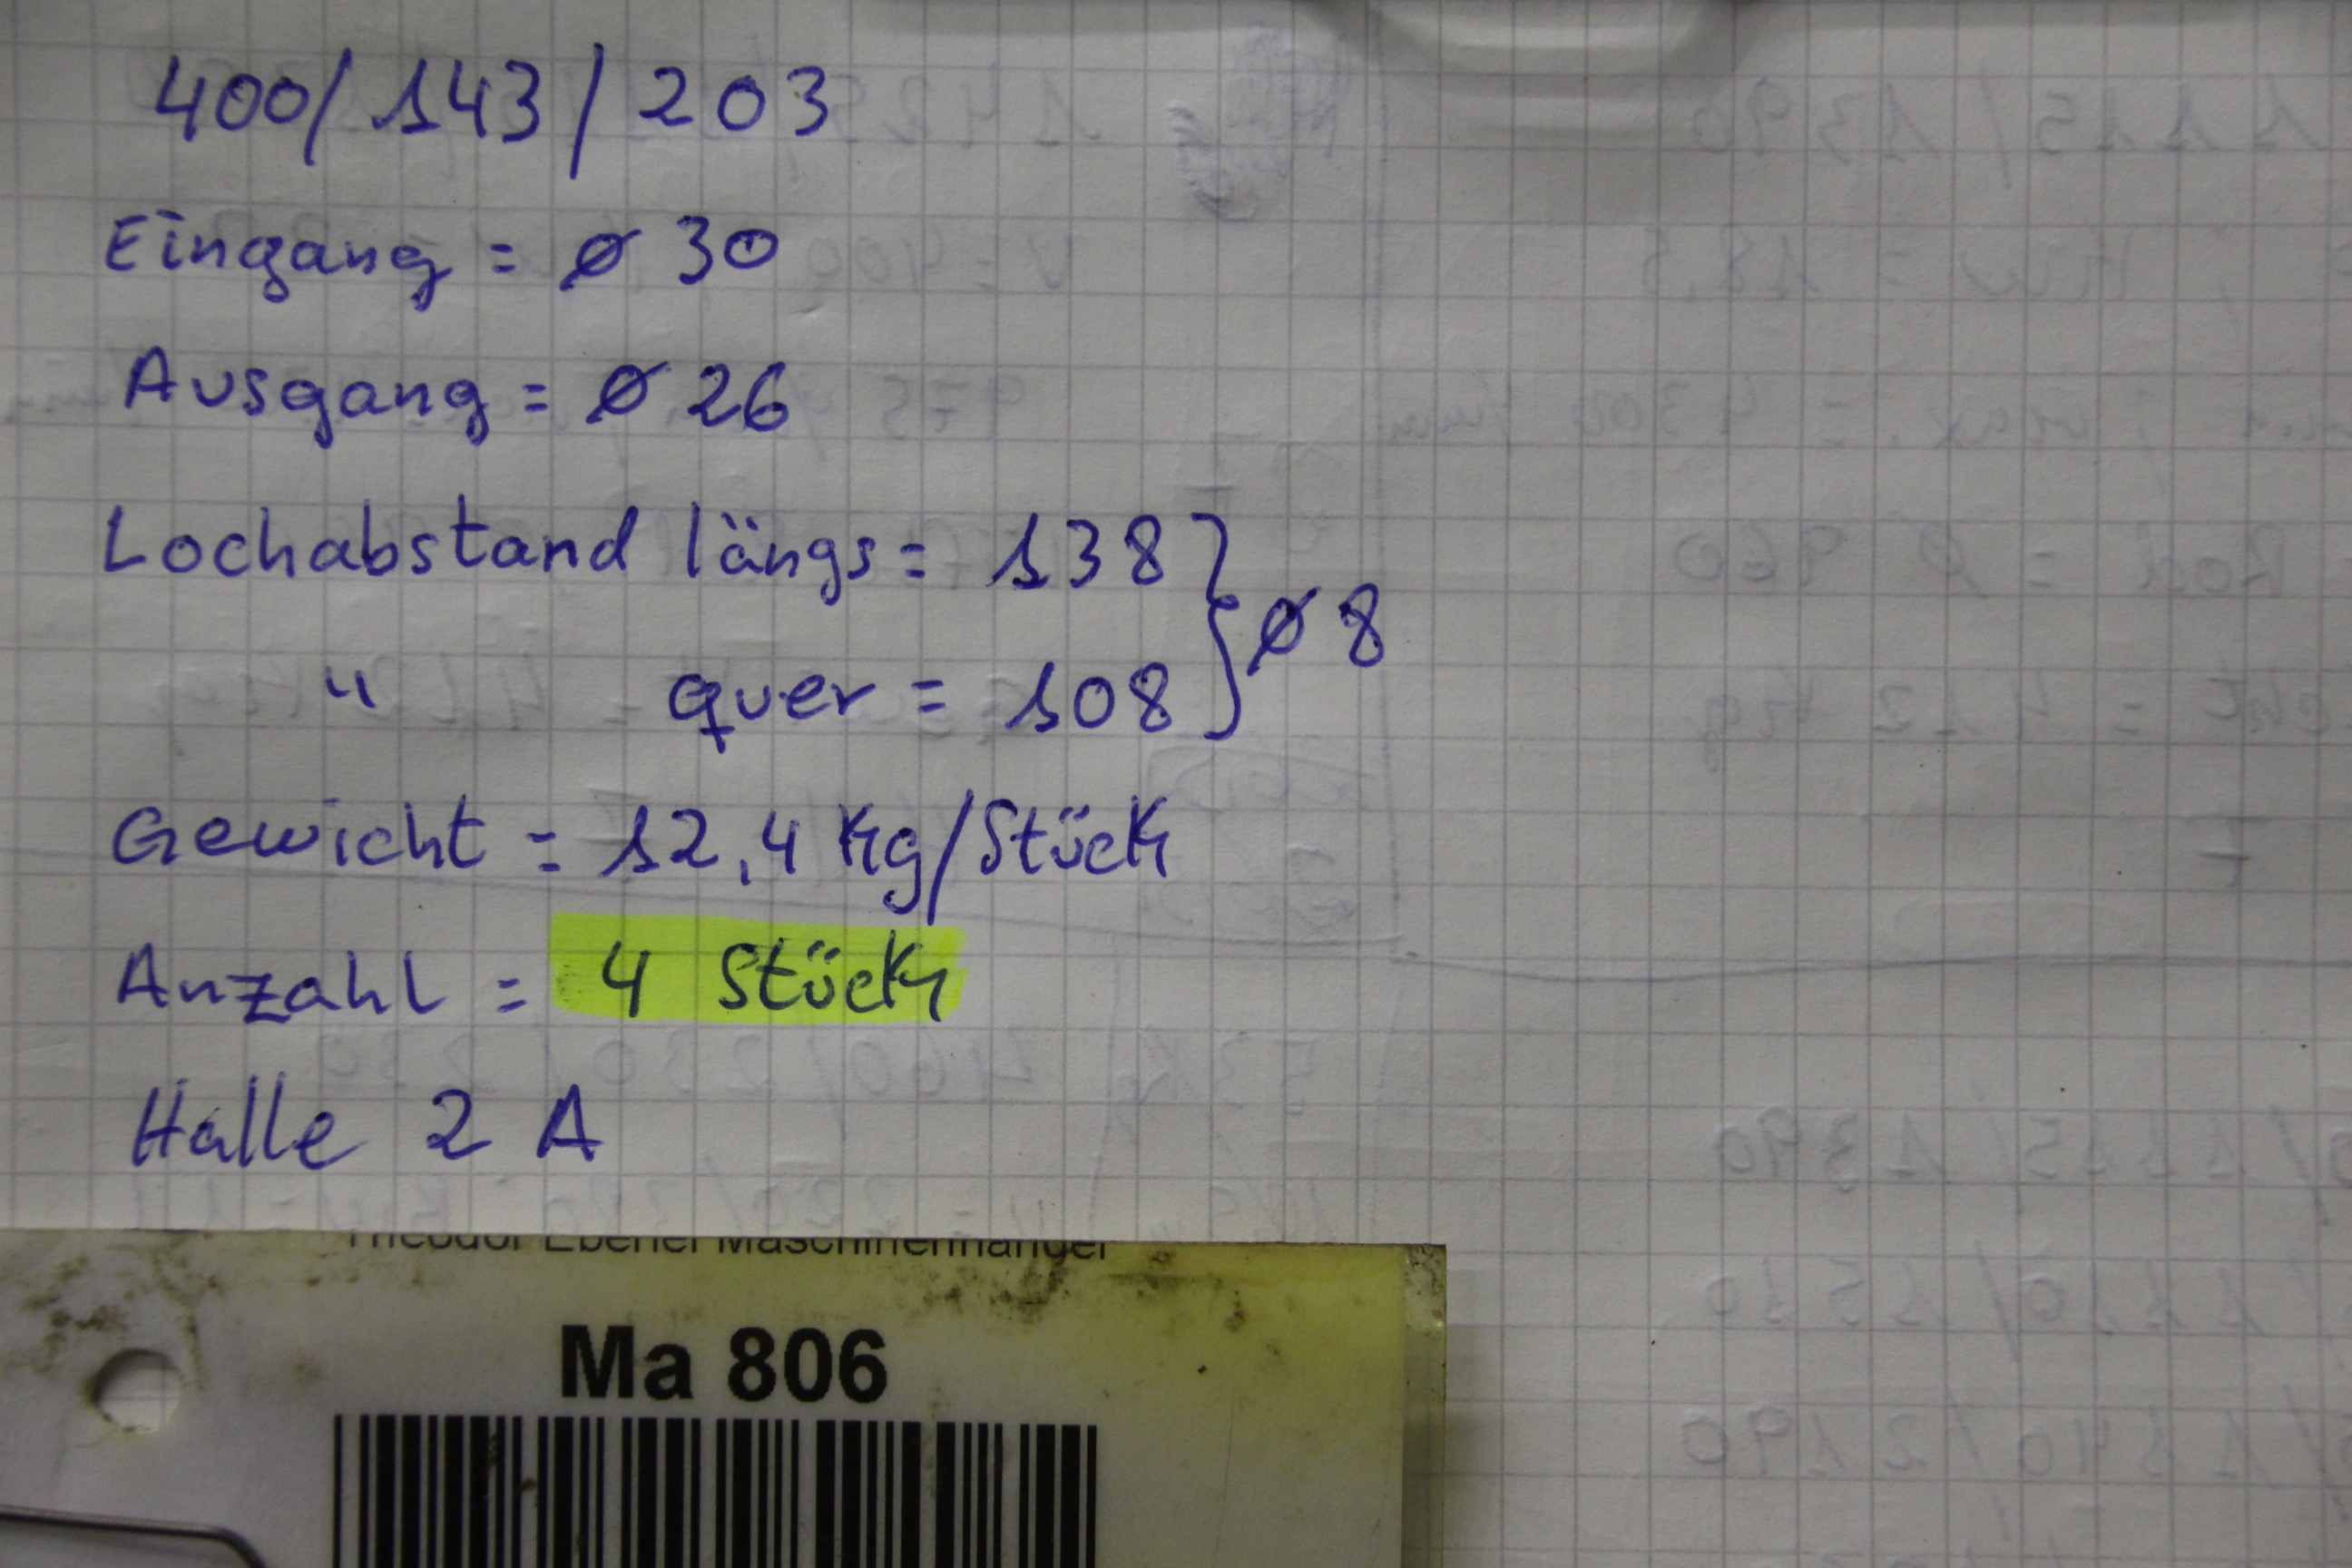 400/143/203
Eingang = ø 30
Ausgang = ø 26
Lochabstand längs = 138 } ø 8
" quer = 108
Gewicht = 12,4 Kg/Stück
Anzahl = 4 Stück
Halle 2 A
Ma 806